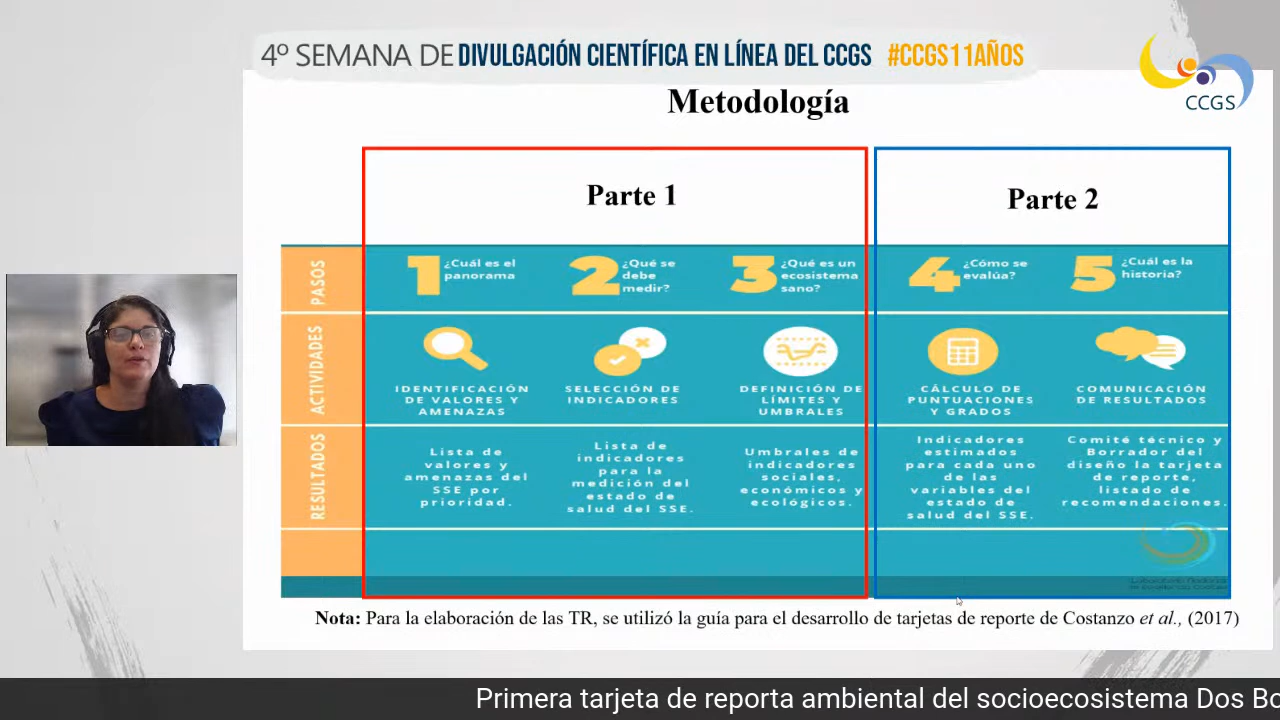 4º SEMANA DE DIVULGACIÓN CIENTÍFICA EN LÍNEA DEL CCGS #CCGS11AÑOS
CCGS
Metodología
Parte 1
Parte 2
PASOS
1 ¿Cuál es el
panorama
2 ¿Qué se
debe
medir?
3 ¿Qué es un
ecosistema
sano?
4 ¿Cómo se
evalúa?
5 ¿Cuál es la
historia?
ACTIVIDADES
IDENTIFICACIÓN
DE VALORES Y
AMENAZAS
SELECCIÓN DE
INDICADORES
DEFINICIÓN DE
LÍMITES Y
UMBRALES
CÁLCULO DE
PUNTUACIONES
Y GRADOS
COMUNICACIÓN
DE RESULTADOS
RESULTADOS
Lista de
valores y
amenazas del
SSE por
prioridad.
Lista de
indicadores
para la
medición del
estado de
salud del SSE.
Umbrales de
indicadores
sociales,
económicos y
ecológicos.
Indicadores
estimados
para cada uno
de las
variables del
estado de
salud del SSE.
Comité técnico y
Borrador del
diseño la tarjeta
de reporte,
listado de
recomendaciones.
Nota: Para la elaboración de las TR, se utilizó la guía para el desarrollo de tarjetas de reporte de Costanzo et al., (2017)
Primera tarjeta de reporta ambiental del socioecosistema Dos Bo